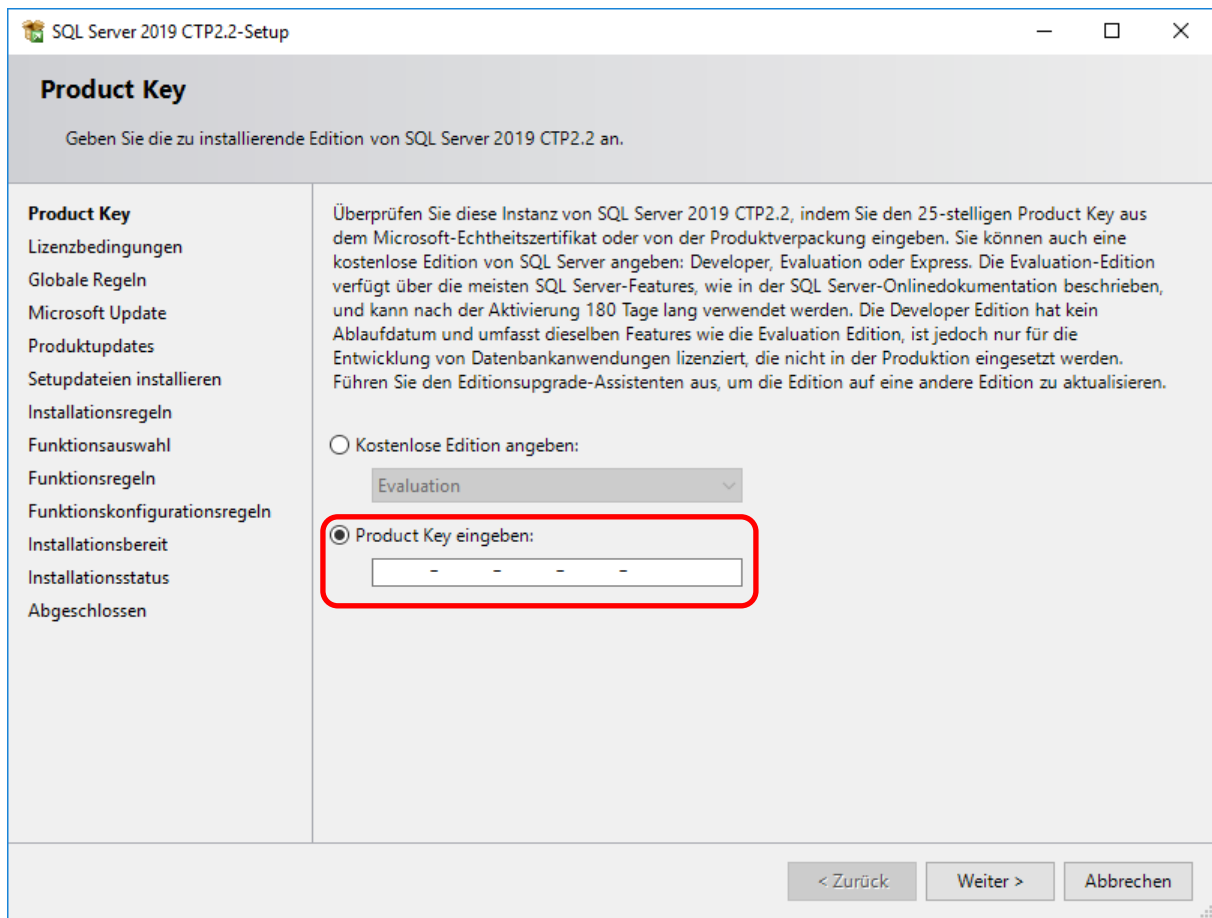 SQL Server 2019 CTP2.2-Setup
Product Key
Geben Sie die zu installierende Edition von SQL Server 2019 CTP2.2 an.
Product Key
Lizenzbedingungen
Globale Regeln
Microsoft Update
Produktupdates
Setupdateien installieren
Installationsregeln
Funktionsauswahl
Funktionsregeln
Funktionskonfigurationsregeln
Installationsbereit
Installationsstatus
Abgeschlossen
Überprüfen Sie diese Instanz von SQL Server 2019 CTP2.2, indem Sie den 25-stelligen Product Key aus
dem Microsoft-Echtheitszertifikat oder von der Produktverpackung eingeben. Sie können auch eine
kostenlose Edition von SQL Server angeben: Developer, Evaluation oder Express. Die Evaluation-Edition
verfügt über die meisten SQL Server-Features, wie in der SQL Server-Onlinedokumentation beschrieben,
und kann nach der Aktivierung 180 Tage lang verwendet werden. Die Developer Edition hat kein
Ablaufdatum und umfasst dieselben Features wie die Evaluation Edition, ist jedoch nur für die
Entwicklung von Datenbankanwendungen lizenziert, die nicht in der Produktion eingesetzt werden.
Führen Sie den Editionsupgrade-Assistenten aus, um die Edition auf eine andere Edition zu aktualisieren.
Kostenlose Edition angeben:
Evaluation
Product Key eingeben:
- - - -
< Zurück
Weiter >
Abbrechen